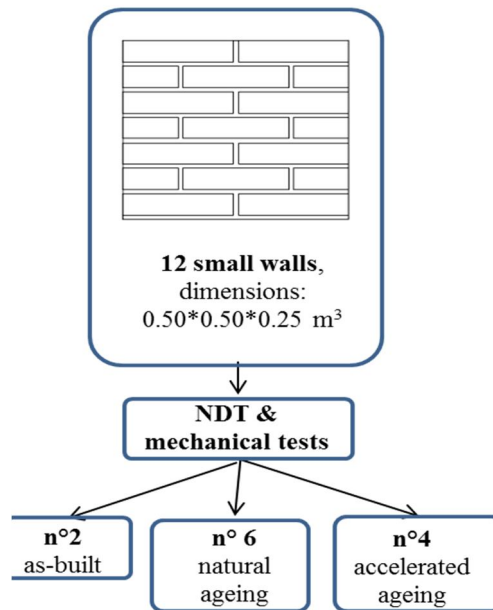 12 small walls,
dimensions:
0.50*0.50*0.25 m³
NDT &
mechanical tests
n°2
as-built
n° 6
natural
ageing
n°4
accelerated
ageing